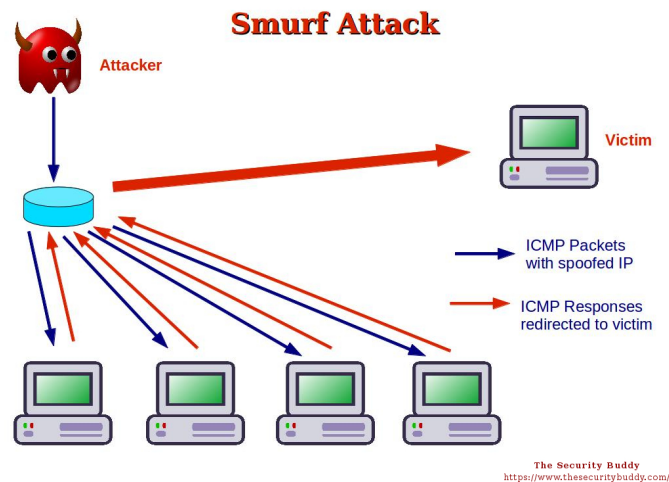 Smurf Attack
Attacker
Victim
ICMP Packets
with spoofed IP
ICMP Responses
redirected to victim
The Security Buddy
https://www.thesecuritybuddy.com/